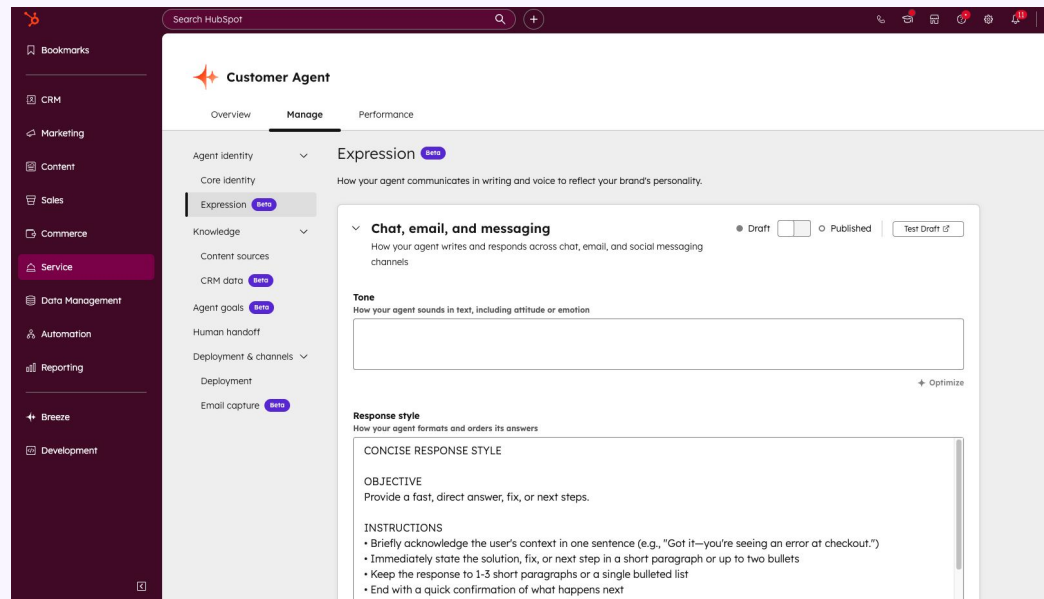 Search HubSpot
11
Bookmarks
CRM
Marketing
Content
Sales
Commerce
Service
Data Management
Automation
Reporting
Breeze
Development
Customer Agent
Overview Manage Performance
Agent identity
Core identity
Expression Beta
Knowledge
Content sources
CRM data Beta
Agent goals Beta
Human handoff
Deployment & channels
Deployment
Email capture Beta
Expression Beta
How your agent communicates in writing and voice to reflect your brand's personality.
Chat, email, and messaging
How your agent writes and responds across chat, email, and social messaging
channels
Draft Published Test Draft
Tone
How your agent sounds in text, including attitude or emotion
Optimize
Response style
How your agent formats and orders its answers
CONCISE RESPONSE STYLE
OBJECTIVE
Provide a fast, direct answer, fix, or next steps.
INSTRUCTIONS
• Briefly acknowledge the user's context in one sentence (e.g., "Got it—you're seeing an error at checkout.")
• Immediately state the solution, fix, or next step in a short paragraph or up to two bullets
• Keep the response to 1-3 short paragraphs or a single bulleted list
• End with a quick confirmation of what happens next